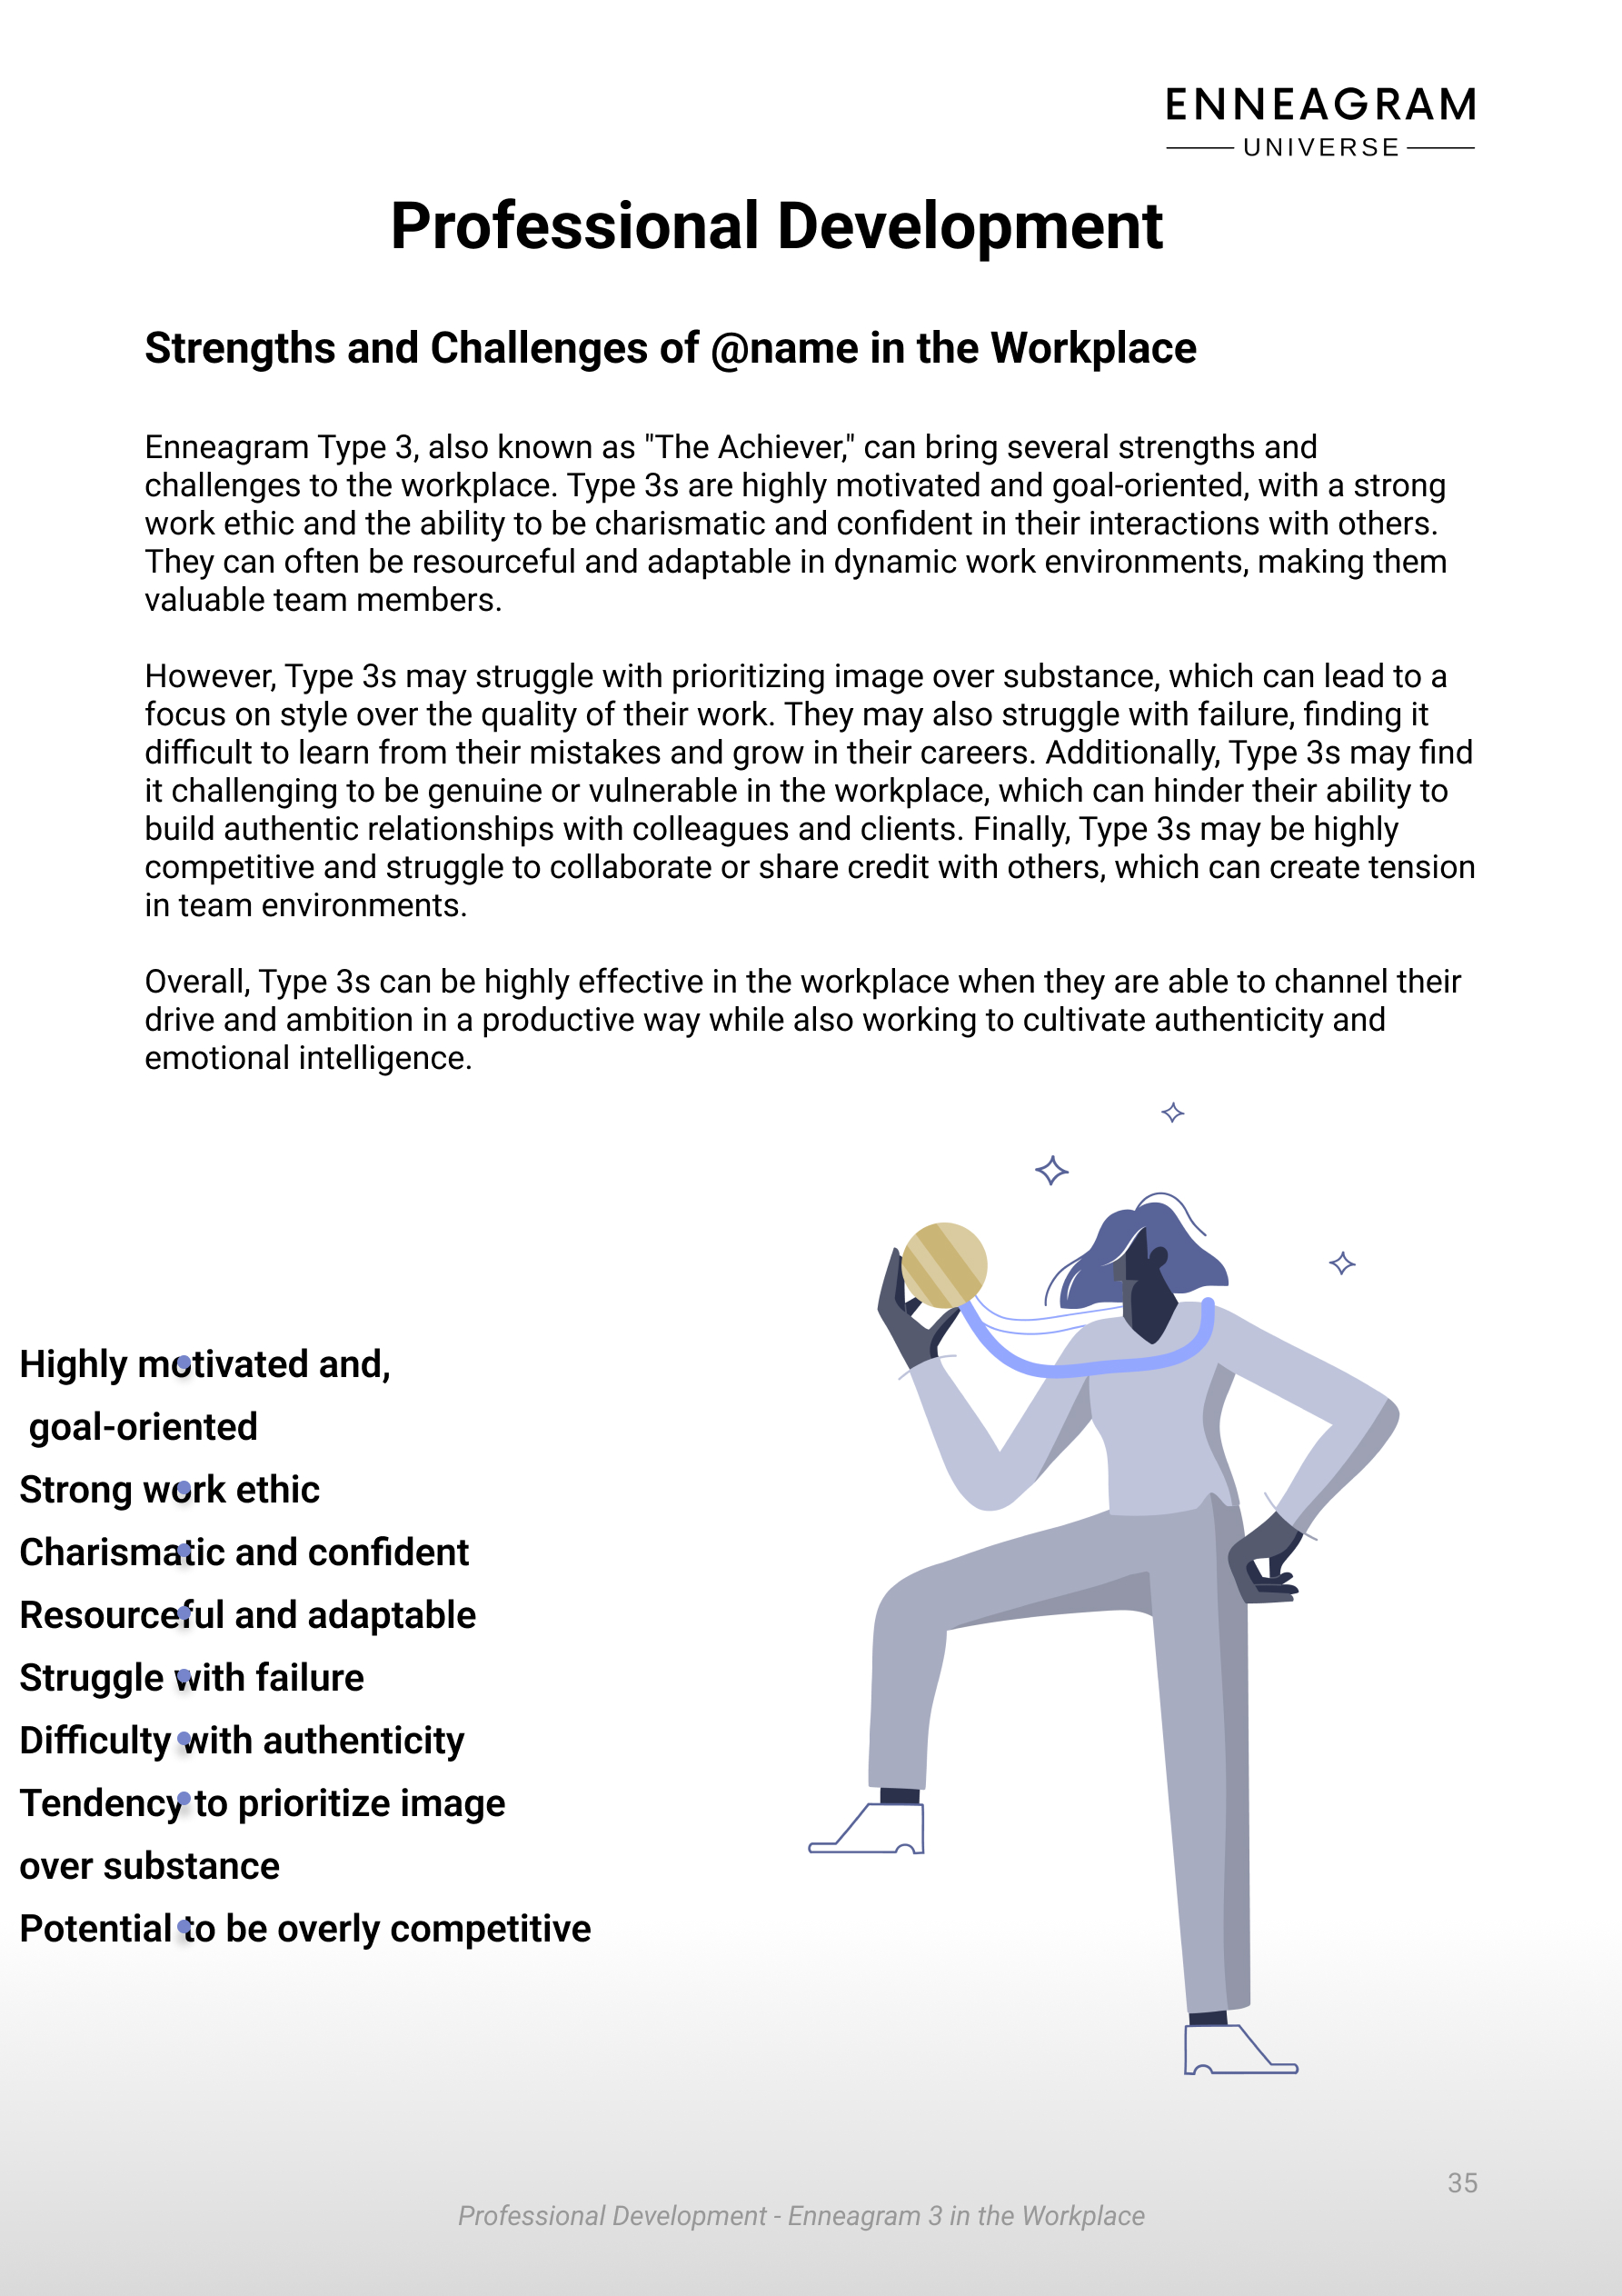 ENNEAGRAM
UNIVERSE
Professional Development
Strengths and Challenges of @name in the Workplace
Enneagram Type 3, also known as "The Achiever," can bring several strengths and
challenges to the workplace. Type 3s are highly motivated and goal-oriented, with a strong
work ethic and the ability to be charismatic and confident in their interactions with others.
They can often be resourceful and adaptable in dynamic work environments, making them
valuable team members.
However, Type 3s may struggle with prioritizing image over substance, which can lead to a
focus on style over the quality of their work. They may also struggle with failure, finding it
difficult to learn from their mistakes and grow in their careers. Additionally, Type 3s may find
it challenging to be genuine or vulnerable in the workplace, which can hinder their ability to
build authentic relationships with colleagues and clients. Finally, Type 3s may be highly
competitive and struggle to collaborate or share credit with others, which can create tension
in team environments.
Overall, Type 3s can be highly effective in the workplace when they are able to channel their
drive and ambition in a productive way while also working to cultivate authenticity and
emotional intelligence.
Highly motivated and,
goal-oriented
Strong work ethic
Charismatic and confident
Resourceful and adaptable
Struggle with failure
Difficulty with authenticity
Tendency to prioritize image
over substance
Potential to be overly competitive
35
Professional Development - Enneagram 3 in the Workplace